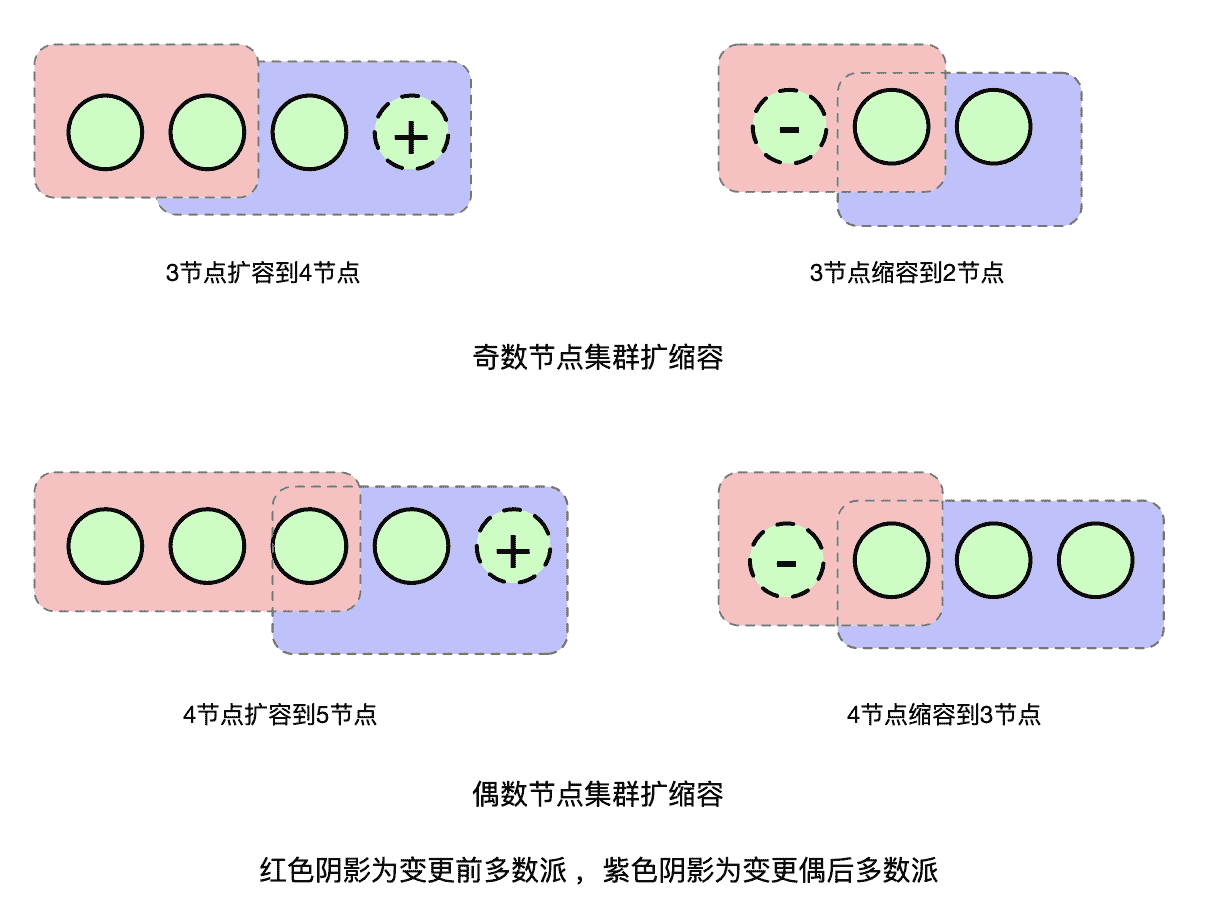 +
-
3节点扩容到4节点
3节点缩容到2节点
奇数节点集群扩缩容
+
-
4节点扩容到5节点
4节点缩容到3节点
偶数节点集群扩缩容
红色阴影为变更前多数派，紫色阴影为变更偶后多数派